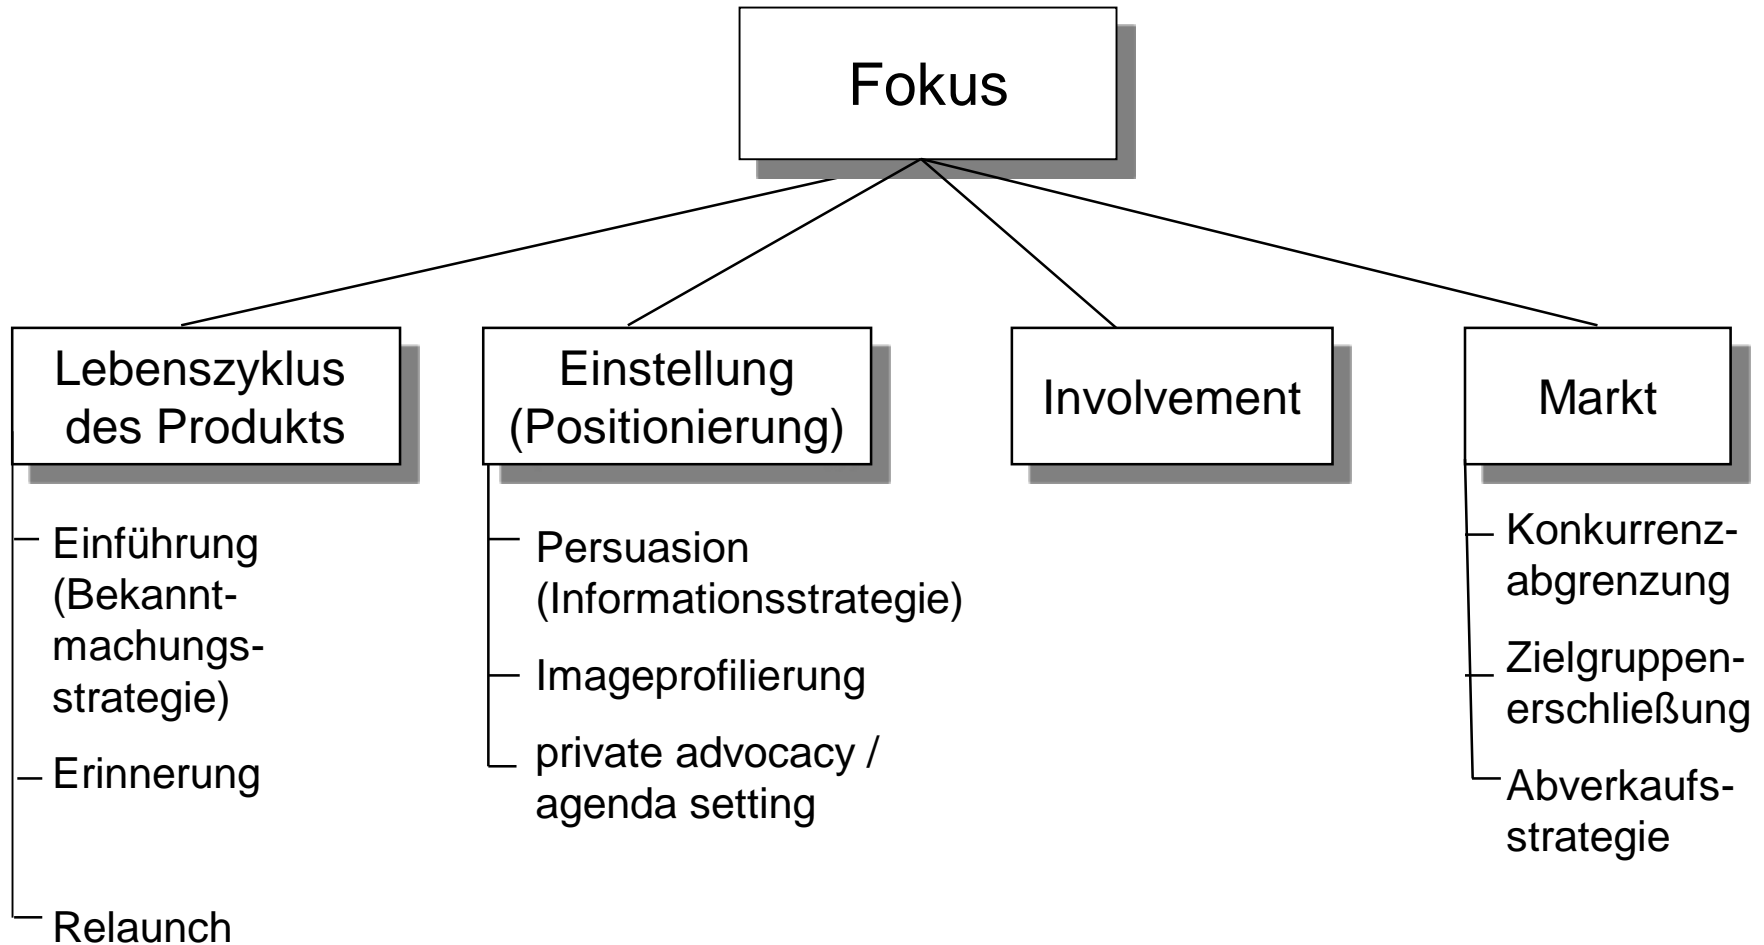 Fokus
Lebenszyklus
des Produkts
Einführung
(Bekannt-
machungs-
strategie)
Erinnerung
Relaunch
Einstellung
(Positionierung)
Persuasion
(Informationsstrategie)
Imageprofilierung
private advocacy /
agenda setting
Involvement
Markt
Konkurrenz-
abgrenzung
Zielgruppen-
erschließung
Abverkaufs-
strategie